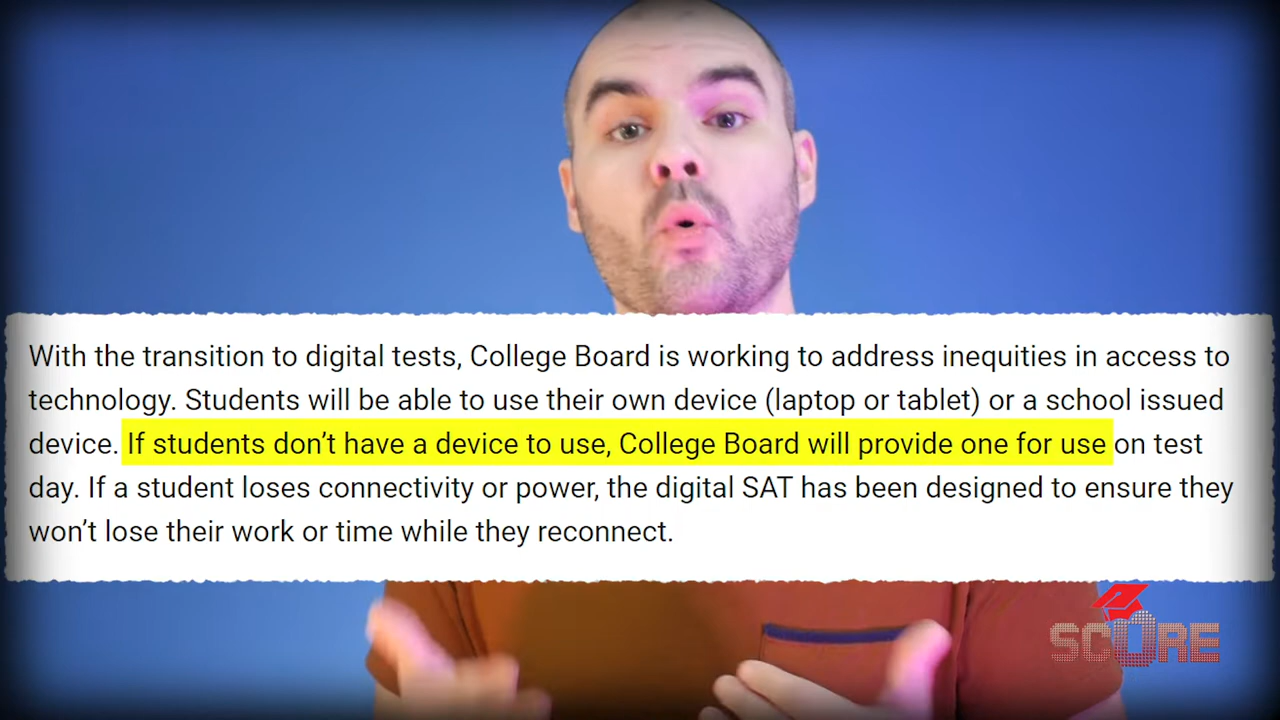 With the transition to digital tests, College Board is working to address inequities in access to
technology. Students will be able to use their own device (laptop or tablet) or a school issued
device. If students don’t have a device to use, College Board will provide one for use on test
day. If a student loses connectivity or power, the digital SAT has been designed to ensure they
won’t lose their work or time while they reconnect.
SCORE